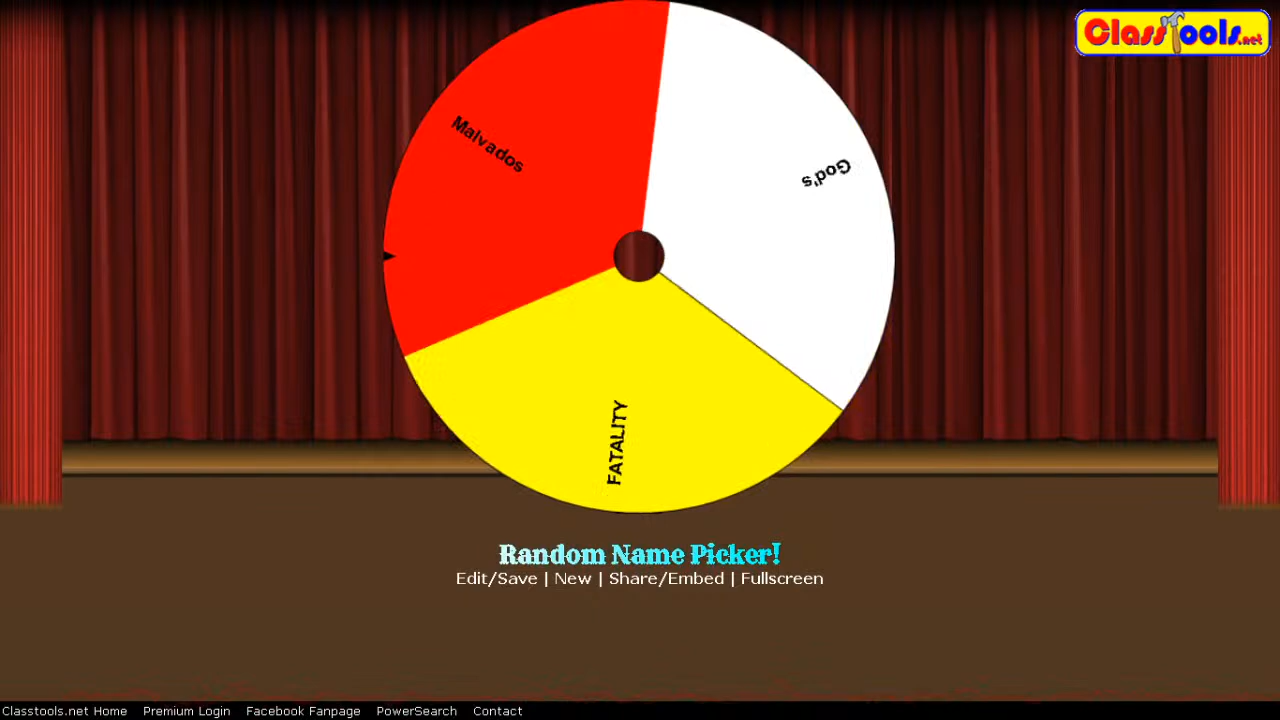 ClassTools.net
Malvados
God's
FATALITY
Random Name Picker!
Edit/Save | New | Share/Embed | Fullscreen
Classtools.net Home Premium Login Facebook Fanpage PowerSearch Contact